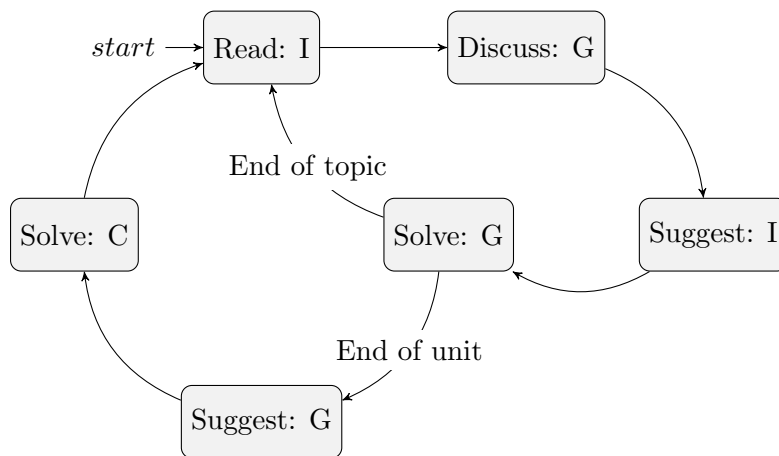 start
Read: I
Discuss: G
End of topic
Solve: C
Solve: G
Suggest: I
End of unit
Suggest: G